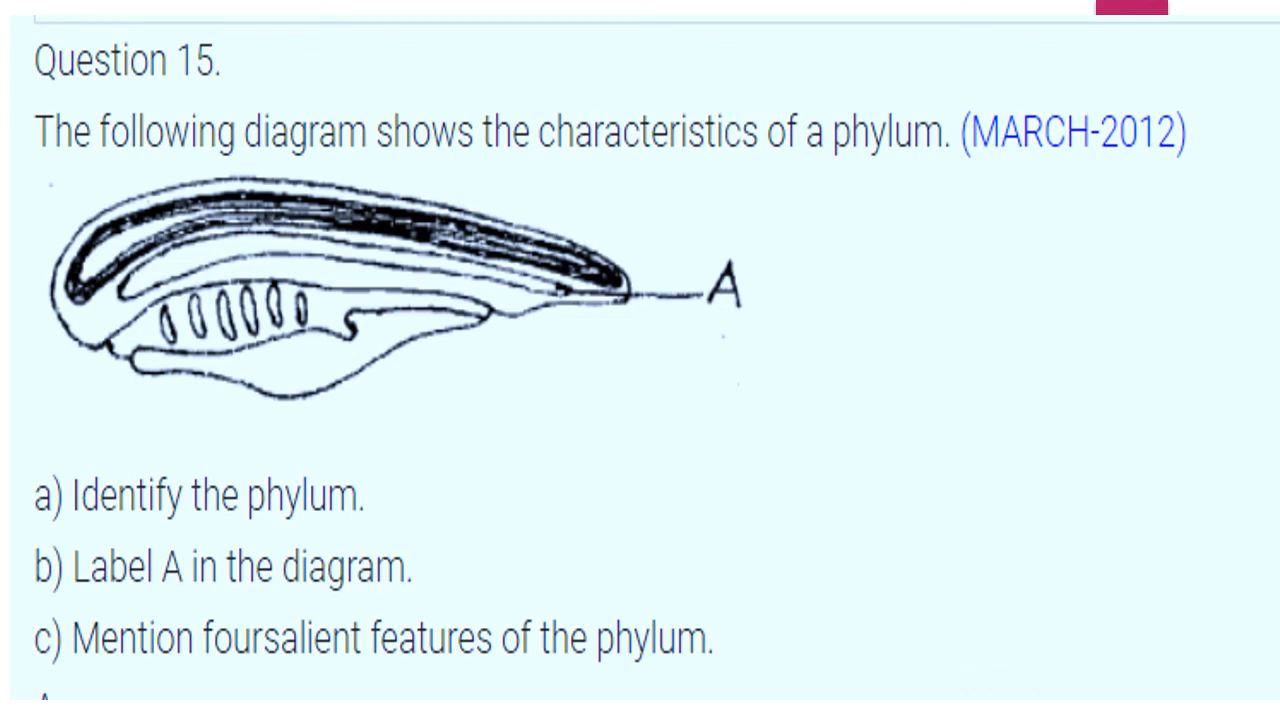 Question 15.
The following diagram shows the characteristics of a phylum. (MARCH-2012)
A
a) Identify the phylum.
b) Label A in the diagram.
c) Mention foursalient features of the phylum.